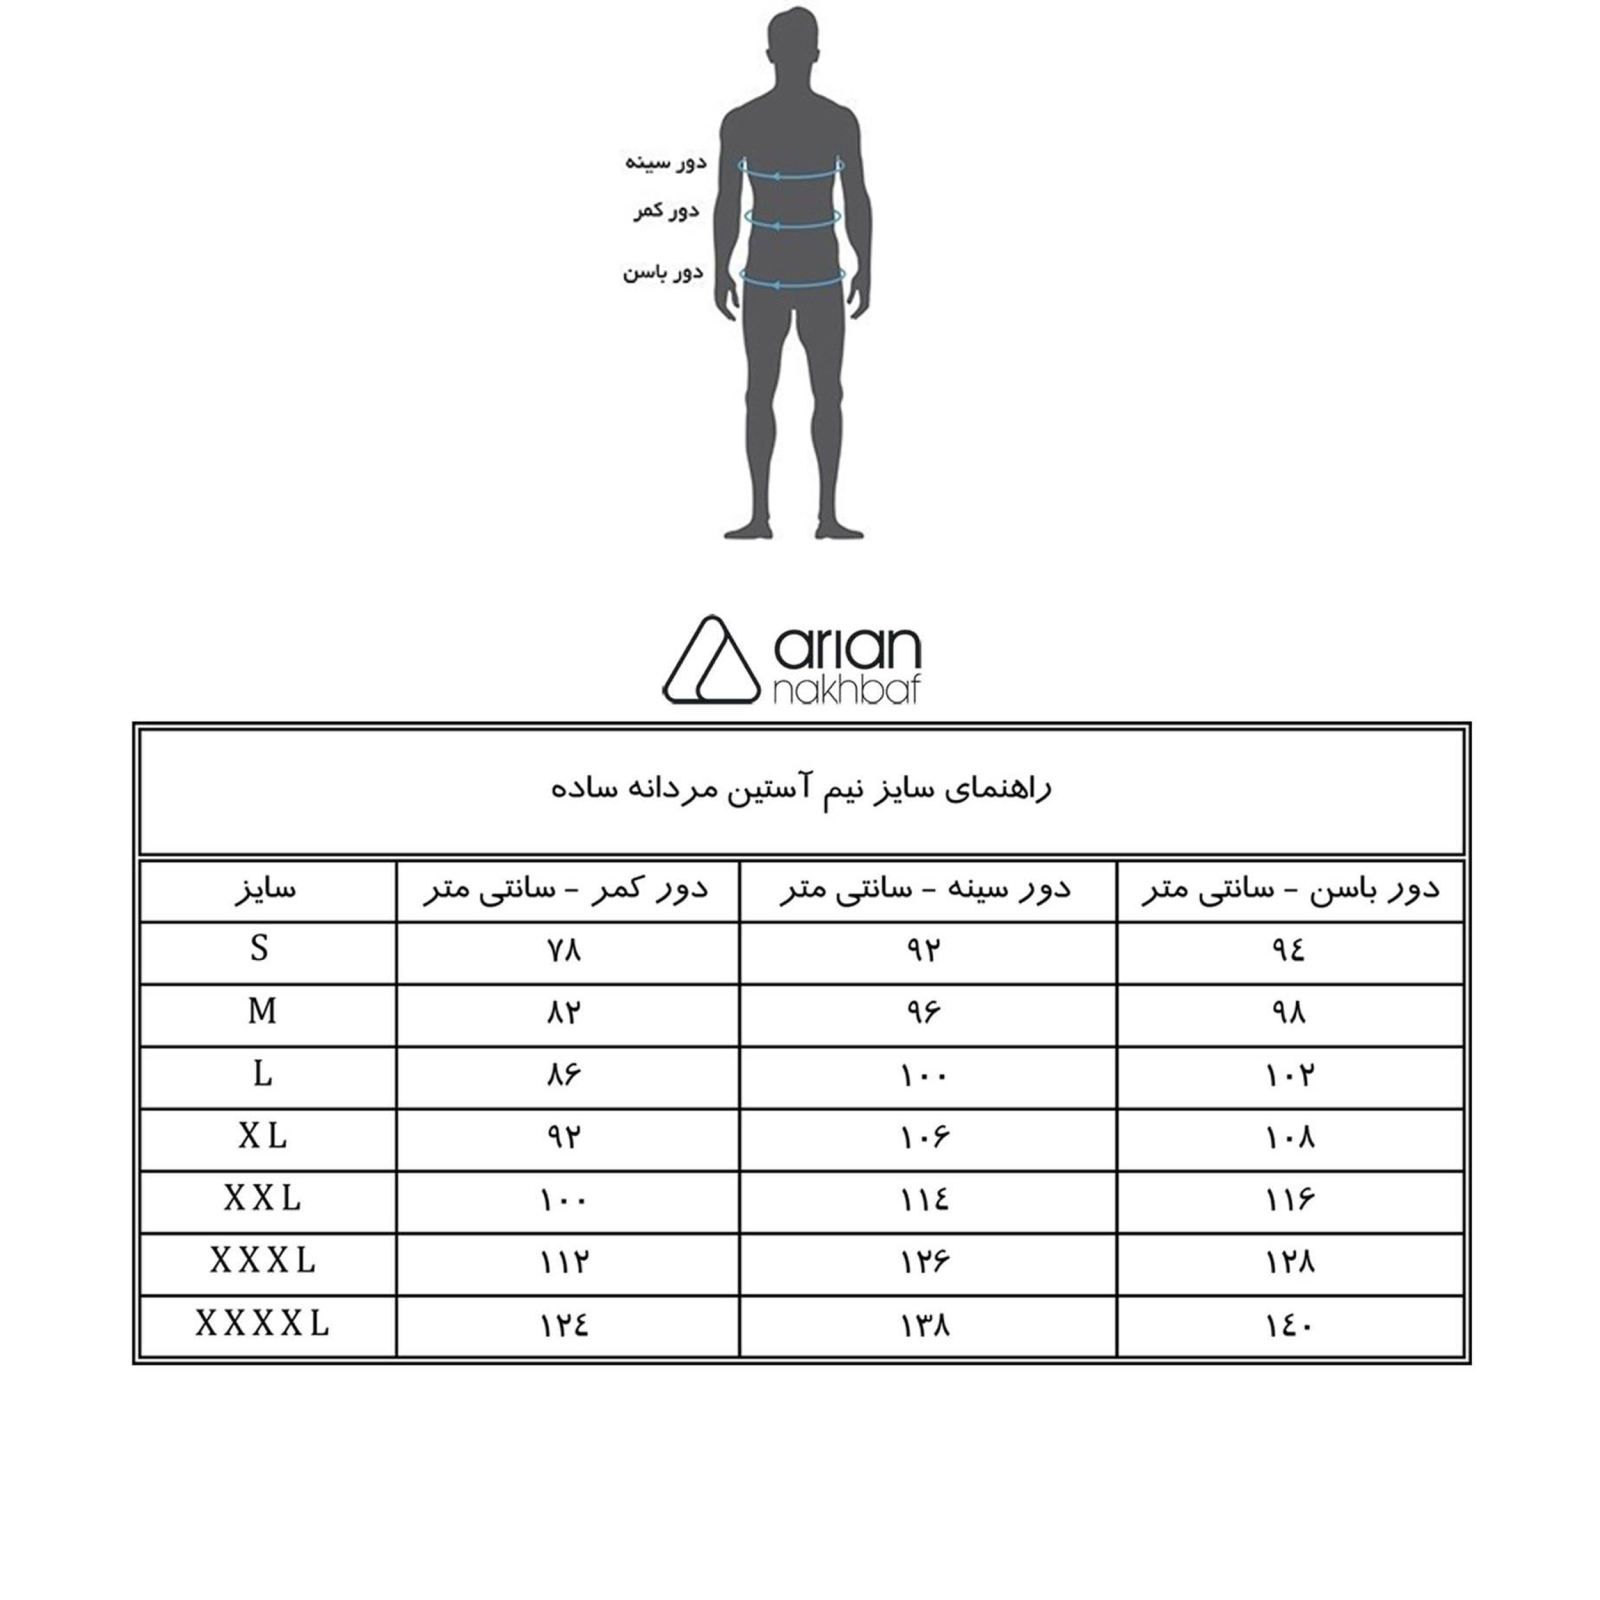 دور سینه
دور کمر
دور باسن
arian
nakhbaf
راهنمای سایز نیم آستین مردانه ساده
سایز دور کمر - سانتی متر دور سینه - سانتی متر دور باسن - سانتی متر
S ۷۸ ۹۲ ۹٤
M ۸۲ ۹۶ ۹۸
L ۸۶ ۱۰۰ ۱۰۲
XL ۹۲ ۱۰۶ ۱۰۸
XXL ۱۰۰ ۱۱٤ ۱۱۶
XXXL ۱۱۲ ۱۲۶ ۱۲۸
XXXXL ۱۲٤ ۱۳۸ ۱٤۰